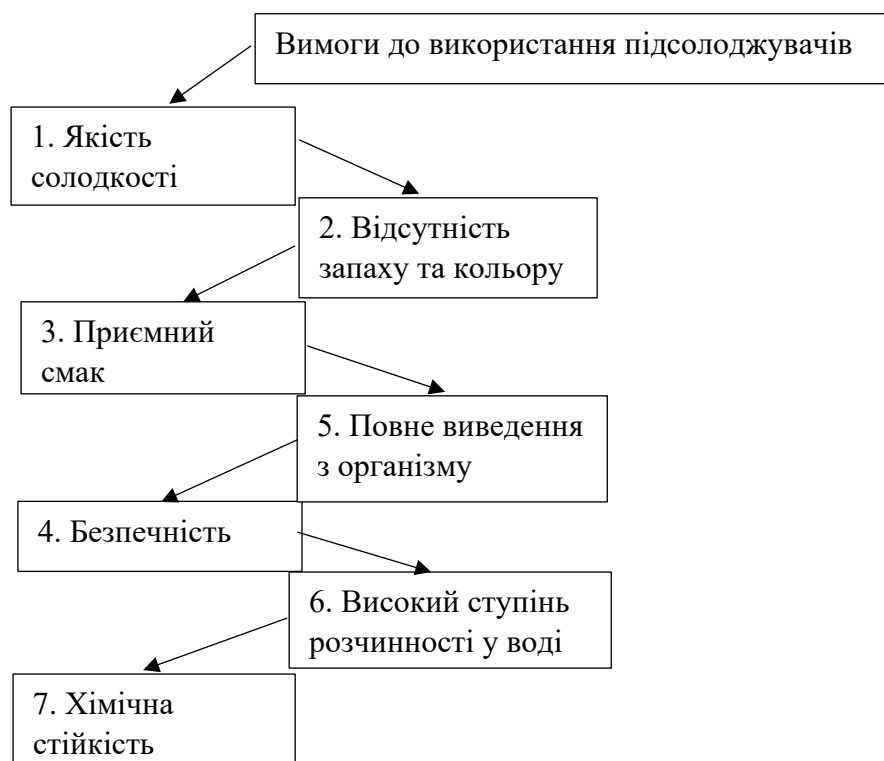 Вимоги до використання підсолоджувачів
1. Якість
солодкості
2. Відсутність
запаху та кольору
3. Приємний
смак
5. Повне виведення
з організму
4. Безпечність
6. Високий ступінь
розчинності у воді
7. Хімічна
стійкість